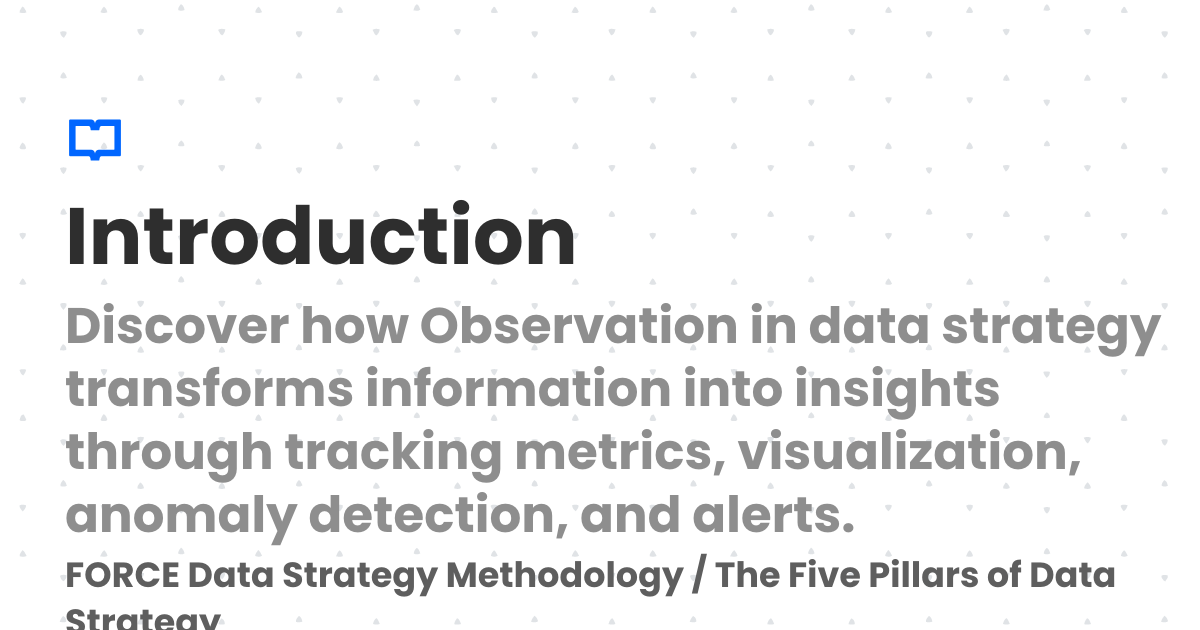 Introduction
Discover how Observation in data strategy
transforms information into insights
through tracking metrics, visualization,
anomaly detection, and alerts.
FORCE Data Strategy Methodology / The Five Pillars of Data
Strategy